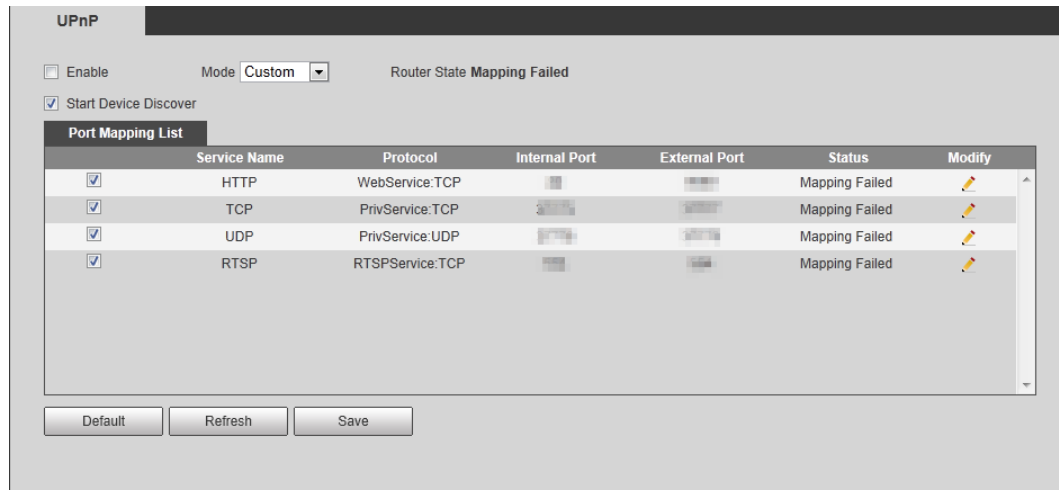 UPnP
Enable Mode Custom Router State Mapping Failed
Start Device Discover
Port Mapping List
Service Name Protocol Internal Port External Port Status Modify
HTTP WebService:TCP Mapping Failed
TCP PrivService:TCP Mapping Failed
UDP PrivService:UDP Mapping Failed
RTSP RTSPService:TCP Mapping Failed
Default Refresh Save